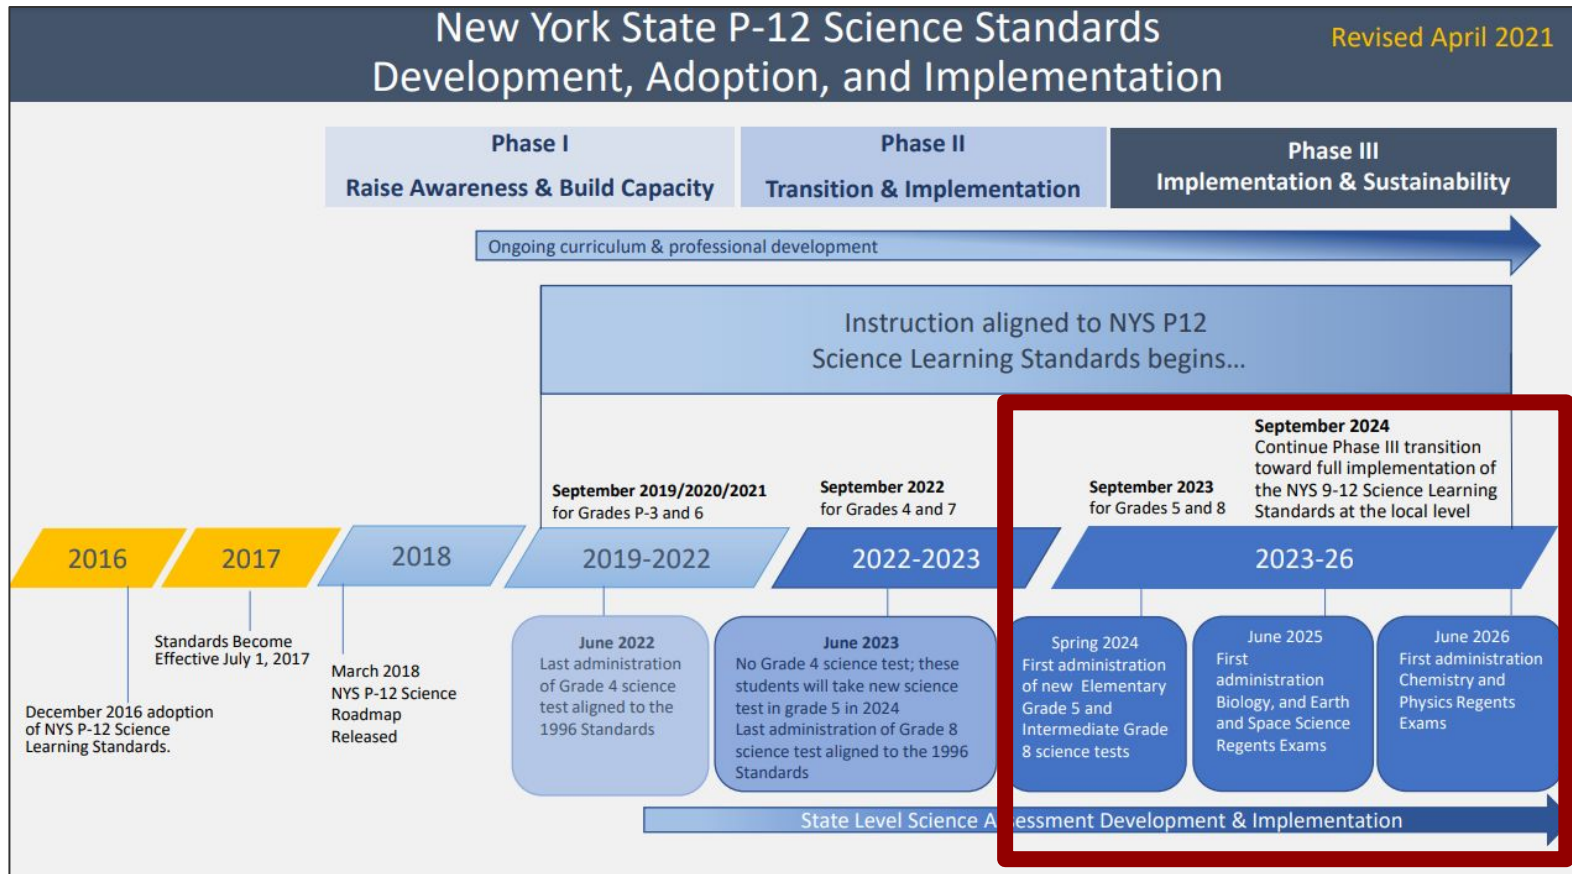 New York State P-12 Science Standards
Development, Adoption, and Implementation
Revised April 2021
Phase I
Raise Awareness & Build Capacity
Phase II
Transition & Implementation
Phase III
Implementation & Sustainability
Ongoing curriculum & professional development
Instruction aligned to NYS P12
Science Learning Standards begins...
September 2019/2020/2021
for Grades P-3 and 6
September 2022
for Grades 4 and 7
September 2023
for Grades 5 and 8
September 2024
Continue Phase III transition
toward full implementation of
the NYS 9-12 Science Learning
Standards at the local level
2016
2017
2018
2019-2022
2022-2023
2023-26
December 2016 adoption
of NYS P-12 Science
Learning Standards.
Standards Become
Effective July 1, 2017
March 2018
NYS P-12 Science
Roadmap
Released
June 2022
Last administration
of Grade 4 science
test aligned to the
1996 Standards
June 2023
No Grade 4 science test; these
students will take new science
test in grade 5 in 2024
Last administration of Grade 8
science test aligned to the 1996
Standards
Spring 2024
First administration
of new Elementary
Grade 5 and
Intermediate Grade
8 science tests
June 2025
First
administration
Biology, and Earth
and Space Science
Regents Exams
June 2026
First administration
Chemistry and
Physics Regents
Exams
State Level Science Assessment Development & Implementation